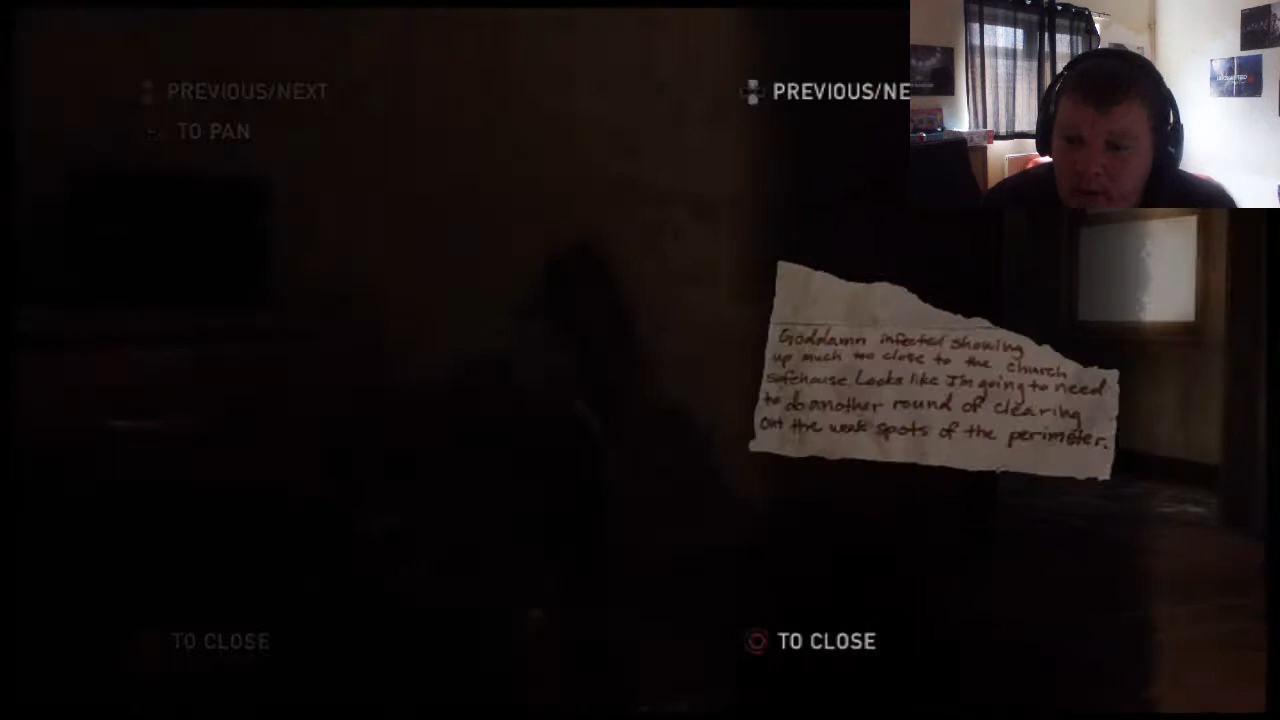 PREVIOUS/NEXT
TO PAN
PREVIOUS/NE
Goddamn infected showing
up much too close to the church
safehouse. Looks like I'm going to need
to do another round of clearing
out the weak spots of the perimeter.
TO CLOSE
TO CLOSE